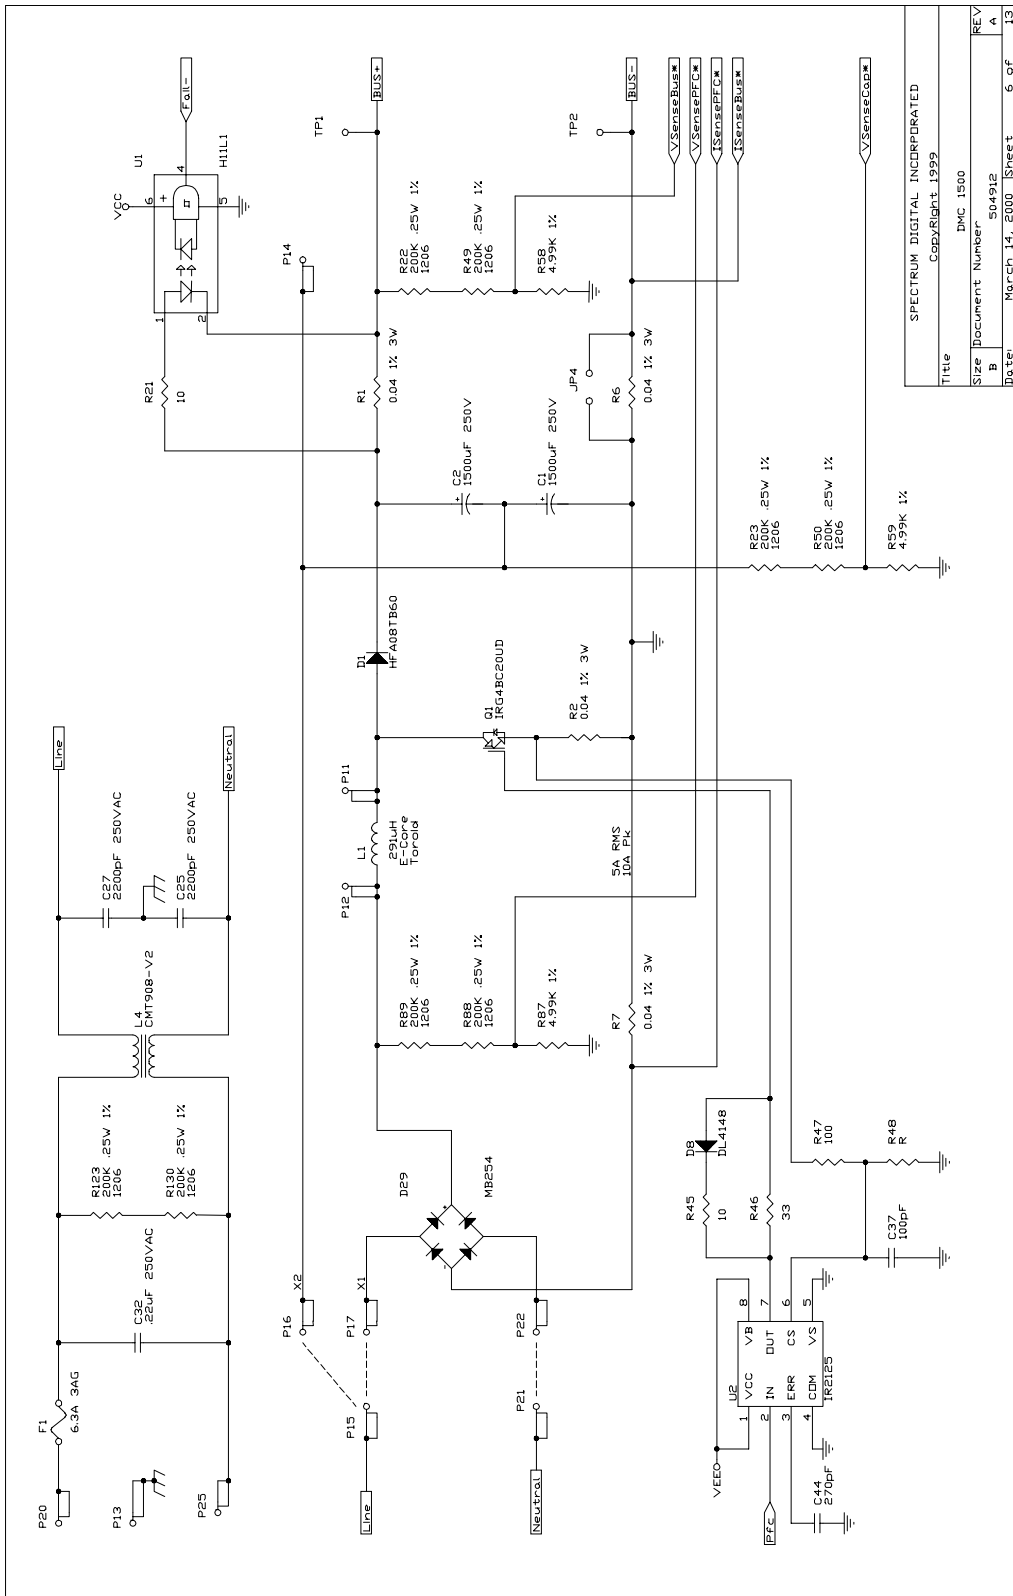 P20
F1
6.3A 3AG
P13
P25
C32
.22uF 250VAC
R123
200K .25W 1%
1206
R130
200K .25W 1%
1206
L4
CMT908-V2
C27
2200pF 250VAC
C25
2200pF 250VAC
Line
Neutral
U1
VCC
6
+
4
5
1
2
H11L1
Fail-
R21
10
P16
X2
P14
Line
P15
P17
X1
Neutral
P21
P22
D29
MB254
+
-
R89
200K .25W 1%
1206
R88
200K .25W 1%
1206
R87
4.99K 1%
P12
L1
291uH
E-Core
Toroid
P11
D1
HFA08TB60
Q1
IRG4BC20UD
R2
0.04 1% 3W
R7
0.04 1% 3W
5A RMS
10A Pk
C2
1500uF 250V
+
C1
1500uF 250V
+
R1
0.04 1% 3W
JP4
R6
0.04 1% 3W
R22
200K .25W 1%
1206
R49
200K .25W 1%
1206
R58
4.99K 1%
TP1
BUS+
TP2
BUS-
VSenseBus*
VSensePFC*
ISensePFC*
ISenseBus*
VSenseCap*
R23
200K .25W 1%
1206
R50
200K .25W 1%
1206
R59
4.99K 1%
VEE
Pfc
C44
270pF
U2
1 VCC VB 8
2 IN OUT 7
3 ERR CS 6
4 COM VS 5
IR2125
R45
10
D8
DL4148
R46
33
C37
100pF
R47
100
R48
R
SPECTRUM DIGITAL INCORPORATED
CopyRight 1999
Title
DMC 1500
Size Document Number REV
B 504912 A
Date: March 14, 2000 Sheet 6 of 13